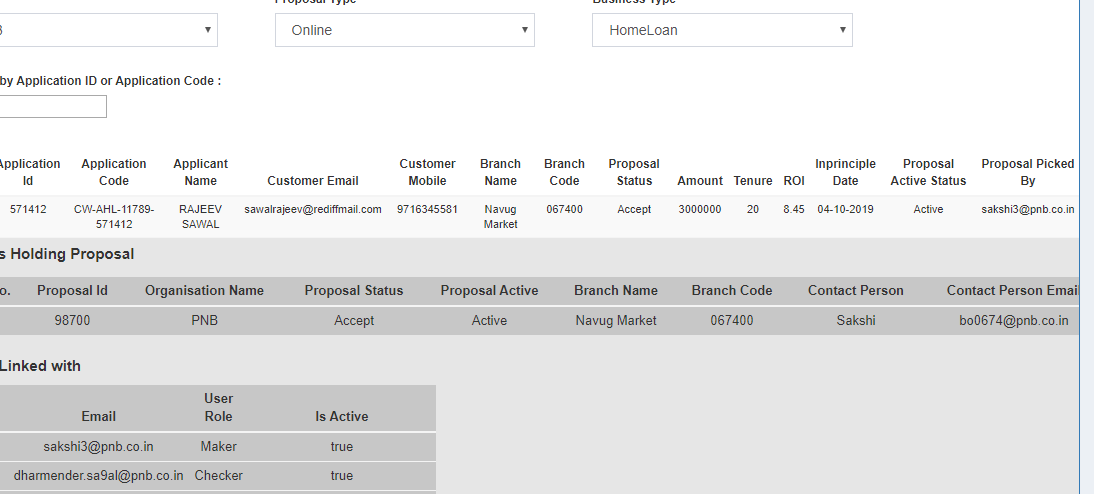 Proposal Type Business Type
3 Online HomeLoan
by Application ID or Application Code :
Application Application Applicant Customer Branch Branch Proposal Inprinciple Proposal Proposal Picked
Id Code Name Customer Email Mobile Name Code Status Amount Tenure ROI Date Active Status By
571412 CW-AHL-11789- RAJEEV sawalrajeev@rediffmail.com 9716345581 Navug 067400 Accept 3000000 20 8.45 04-10-2019 Active sakshi3@pnb.co.in
571412 SAWAL Market
s Holding Proposal
o. Proposal Id Organisation Name Proposal Status Proposal Active Branch Name Branch Code Contact Person Contact Person Email
98700 PNB Accept Active Navug Market 067400 Sakshi bo0674@pnb.co.in
Linked with
User
Email Role Is Active
sakshi3@pnb.co.in Maker true
dharmender.sa9al@pnb.co.in Checker true